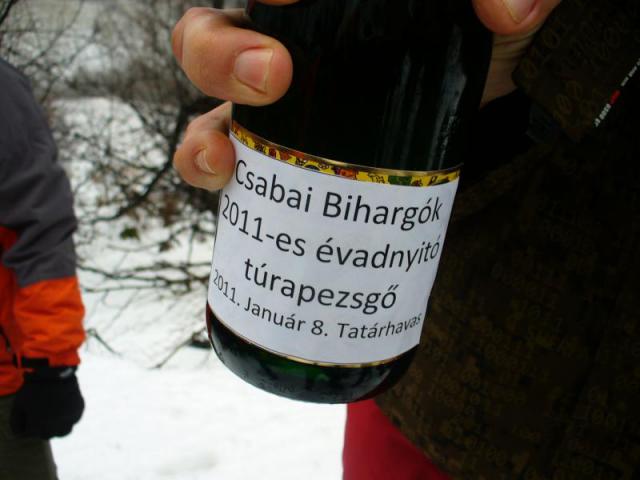 Csabai Bihargók
2011-es évadnyitó
túrapezsgő
2011. Január 8. Tatárhavas